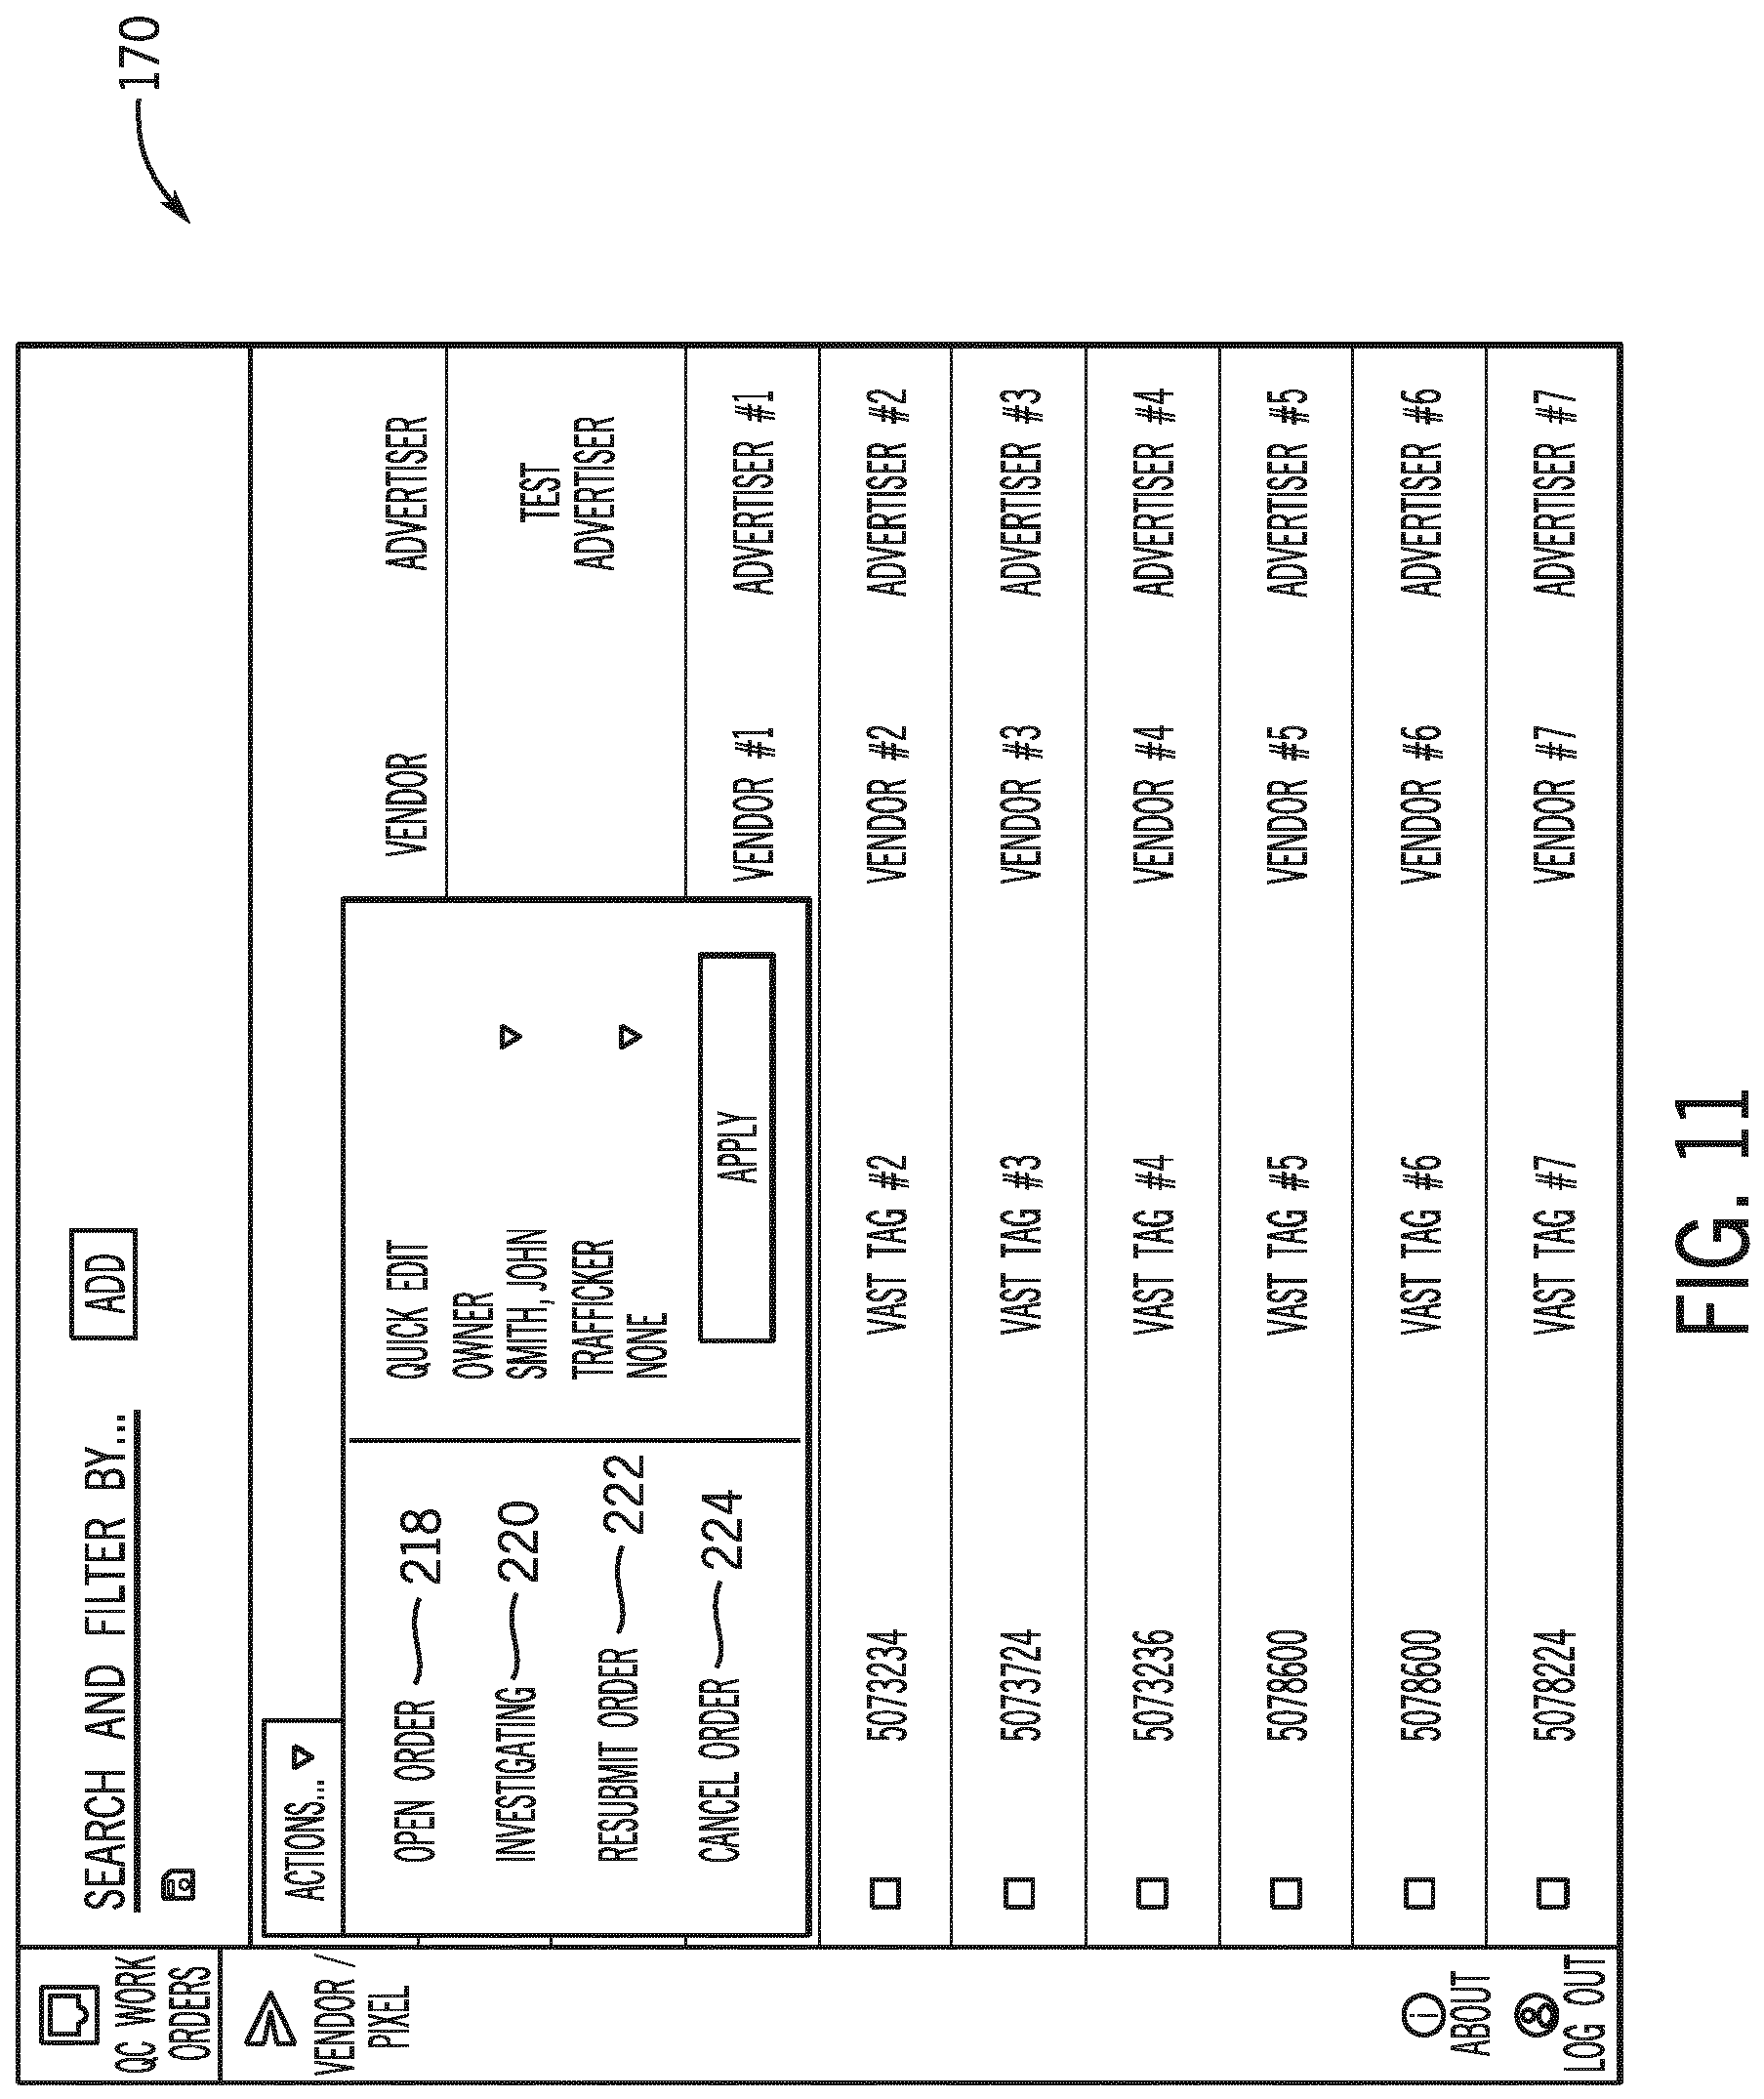 170
QC WORK
ORDERS
VENDOR /
PIXEL
ABOUT
LOG OUT
SEARCH AND FILTER BY... ADD
ACTIONS...
OPEN ORDER 218
INVESTIGATING 220
RESUBMIT ORDER 222
CANCEL ORDER 224
QUICK EDIT
OWNER
SMITH, JOHN
TRAFFICKER
NONE
APPLY
VENDOR ADVERTISER
TEST
ADVERTISER
VENDOR #1 ADVERTISER #1
5073234 VAST TAG #2 VENDOR #2 ADVERTISER #2
5073724 VAST TAG #3 VENDOR #3 ADVERTISER #3
5073236 VAST TAG #4 VENDOR #4 ADVERTISER #4
5078600 VAST TAG #5 VENDOR #5 ADVERTISER #5
5078600 VAST TAG #6 VENDOR #6 ADVERTISER #6
5078224 VAST TAG #7 VENDOR #7 ADVERTISER #7
FIG. 11